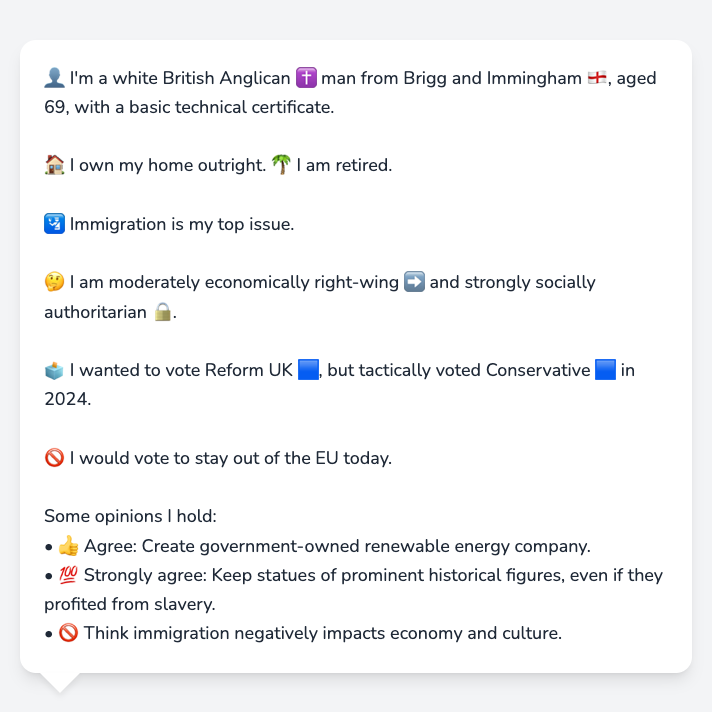 👤 I'm a white British Anglican ✝️ man from Brigg and Immingham 🏴󠁧󠁢󠁥󠁮󠁧󠁿, aged
69, with a basic technical certificate.
🏠 I own my home outright. 🌴 I am retired.
🛂 Immigration is my top issue.
🤔 I am moderately economically right-wing ➡️ and strongly socially
authoritarian 🔒.
🗳️ I wanted to vote Reform UK 🟦, but tactically voted Conservative 🟦 in
2024.
🚫 I would vote to stay out of the EU today.
Some opinions I hold:
• 👍 Agree: Create government-owned renewable energy company.
• 💯 Strongly agree: Keep statues of prominent historical figures, even if they
profited from slavery.
• 🚫 Think immigration negatively impacts economy and culture.